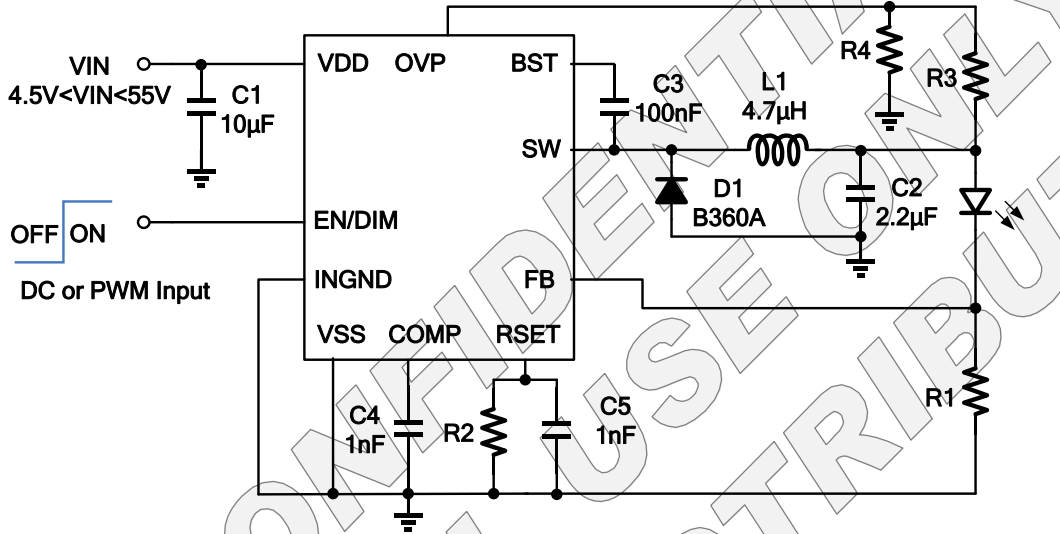 VIN
4.5V<VIN<55V
C1
10µF
VDD
OVP
BST
C3
100nF
L1
4.7µH
R4
R3
SW
D1
B360A
C2
2.2µF
OFF
ON
EN/DIM
DC or PWM Input
INGND
FB
VSS
COMP
RSET
C4
1nF
R2
C5
1nF
R1
CONFIDENTIAL
USE ONLY
DISTRIBUT